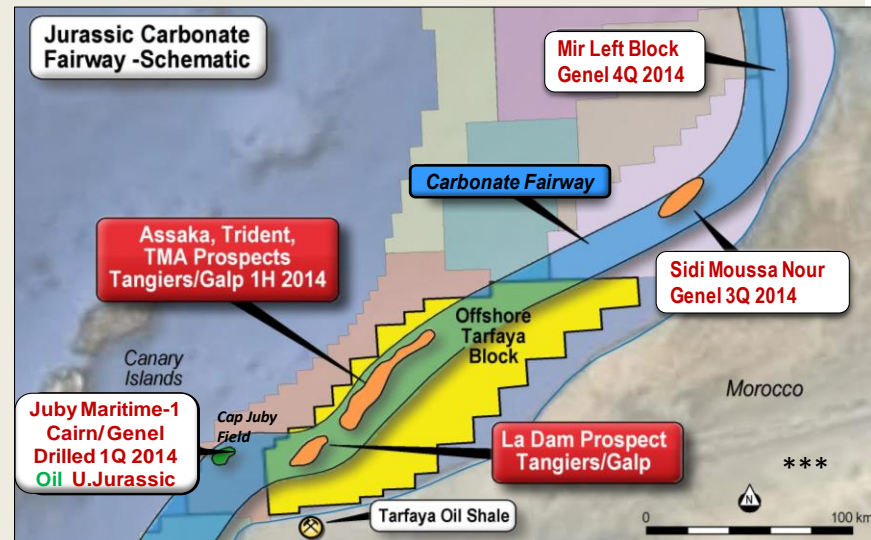 Jurassic Carbonate
Fairway -Schematic
Mir Left Block
Genel 4Q 2014
Carbonate Fairway
Assaka, Trident,
TMA Prospects
Tangiers/Galp 1H 2014
Sidi Moussa Nour
Genel 3Q 2014
Offshore
Tarfaya
Block
Canary
Islands
Morocco
Juby Maritime-1
Cairn/ Genel
Drilled 1Q 2014
Oil U.Jurassic
Cap Juby
Field
La Dam Prospect
Tangiers/Galp
***
N
Tarfaya Oil Shale
0
100 km